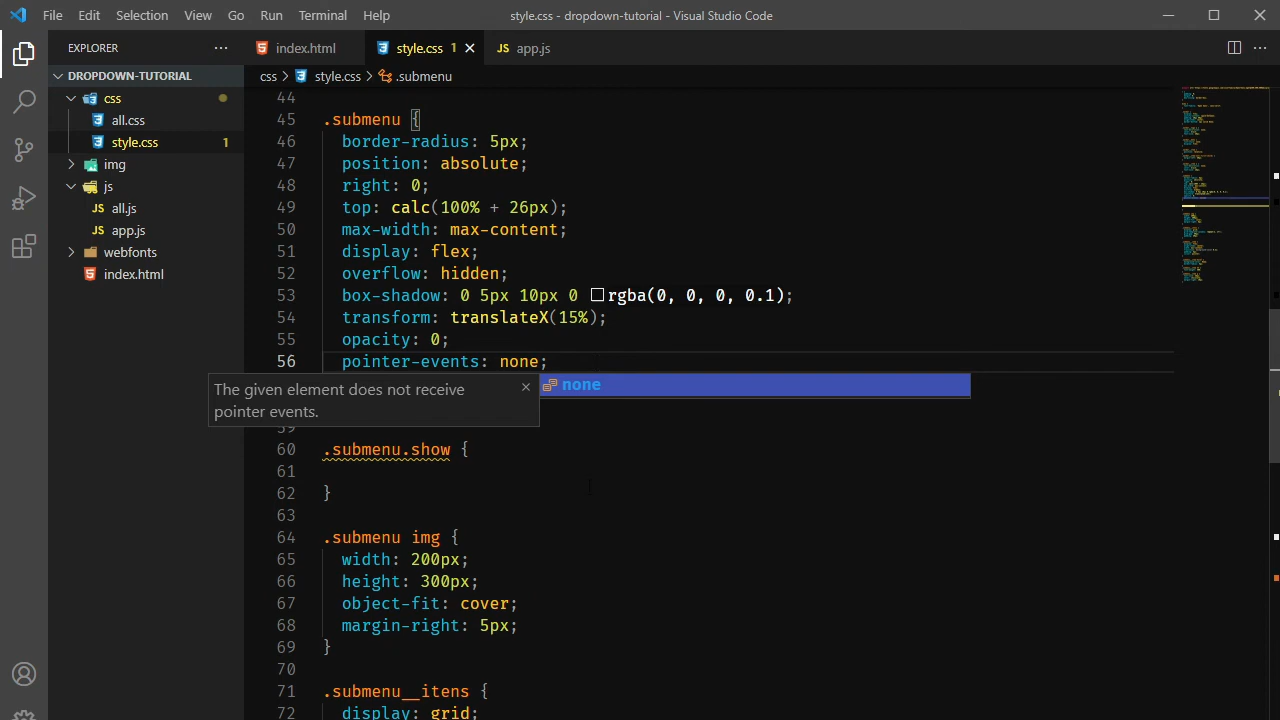 File Edit Selection View Go Run Terminal Help style.css - dropdown-tutorial - Visual Studio Code
EXPLORER
index.html
style.css 1
JS app.js
DROPDOWN-TUTORIAL
css
all.css
style.css 1
img
js
JS all.js
JS app.js
webfonts
index.html
css > style.css > .submenu
44
45 .submenu {
46 border-radius: 5px;
47 position: absolute;
48 right: 0;
49 top: calc(100% + 26px);
50 max-width: max-content;
51 display: flex;
52 overflow: hidden;
53 box-shadow: 0 5px 10px 0 rgba(0, 0, 0, 0.1);
54 transform: translateX(15%);
55 opacity: 0;
56 pointer-events: none;
The given element does not receive
pointer events.
none
59
60 .submenu.show {
61
62 }
63
64 .submenu img {
65 width: 200px;
66 height: 300px;
67 object-fit: cover;
68 margin-right: 5px;
69 }
70
71 .submenu__itens {
72 display: grid;